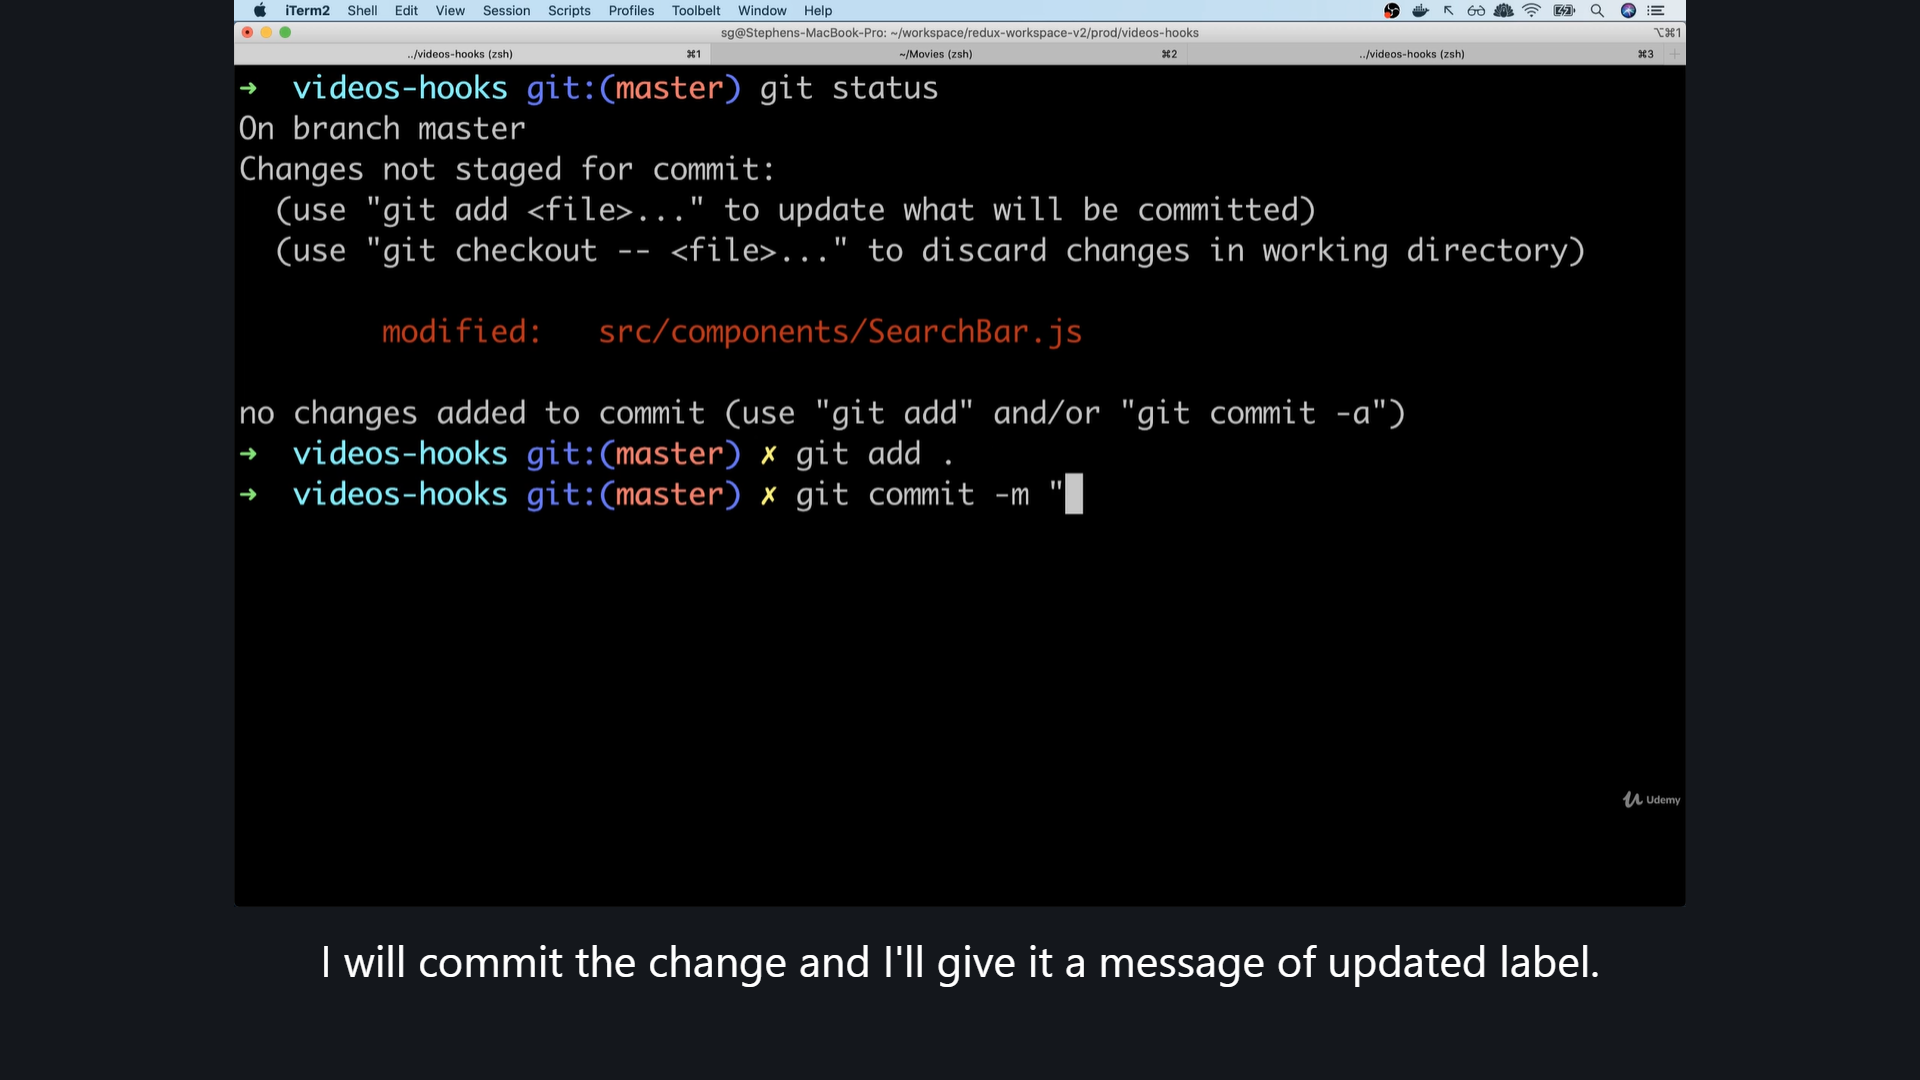 iTerm2 Shell Edit View Session Scripts Profiles Toolbelt Window Help
sg@Stephens-MacBook-Pro: ~/workspace/redux-workspace-v2/prod/videos-hooks ⌥⌘1
../videos-hooks (zsh) ⌘1 ~/Movies (zsh) ⌘2 ../videos-hooks (zsh) ⌘3
➜ videos-hooks git:(master) git status
On branch master
Changes not staged for commit:
(use "git add <file>..." to update what will be committed)
(use "git checkout -- <file>..." to discard changes in working directory)
modified: src/components/SearchBar.js
no changes added to commit (use "git add" and/or "git commit -a")
➜ videos-hooks git:(master) ✗ git add .
➜ videos-hooks git:(master) ✗ git commit -m "
Udemy
I will commit the change and I'll give it a message of updated label.